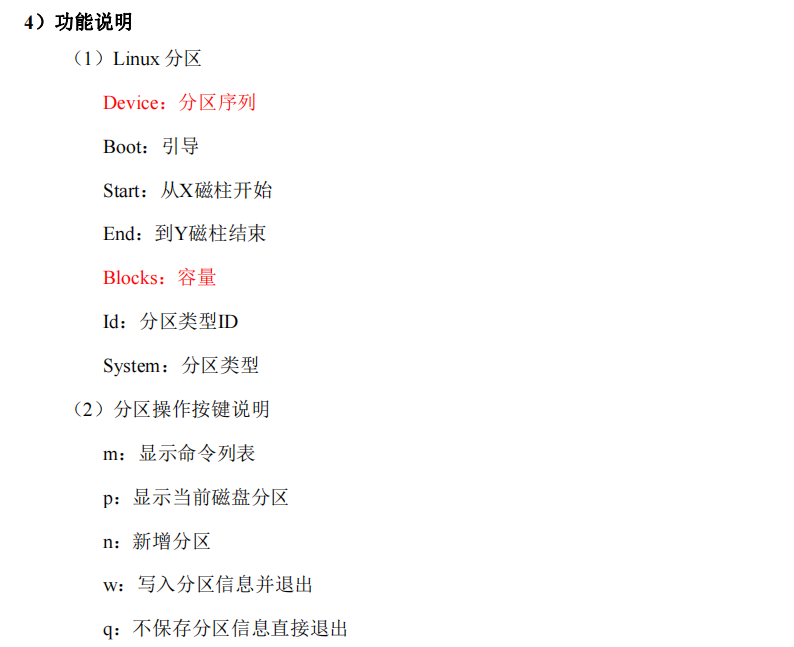 4）功能说明
（1）Linux 分区
Device：分区序列
Boot：引导
Start：从X磁柱开始
End：到Y磁柱结束
Blocks：容量
Id：分区类型ID
System：分区类型
（2）分区操作按键说明
m：显示命令列表
p：显示当前磁盘分区
n：新增分区
w：写入分区信息并退出
q：不保存分区信息直接退出